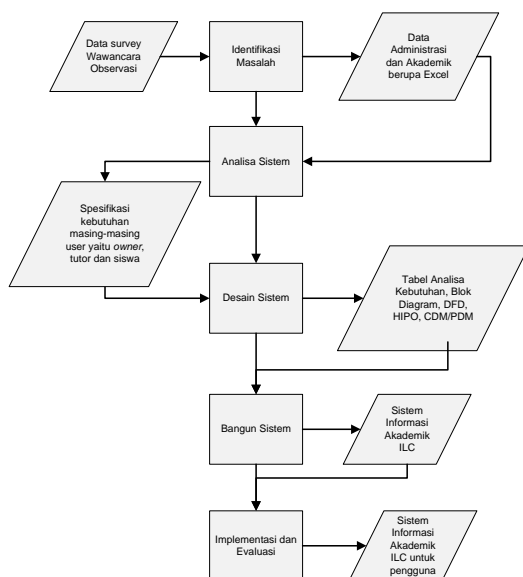 Data survey
Wawancara
Observasi
Identifikasi
Masalah
Data
Administrasi
dan Akademik
berupa Excel
Analisa Sistem
Spesifikasi
kebutuhan
masing-masing
user yaitu owner,
tutor dan siswa
Desain Sistem
Tabel Analisa
Kebutuhan, Blok
Diagram, DFD,
HIPO, CDM/PDM
Bangun Sistem
Sistem
Informasi
Akademik
ILC
Implementasi dan
Evaluasi
Sistem
Informasi
Akademik
ILC untuk
pengguna